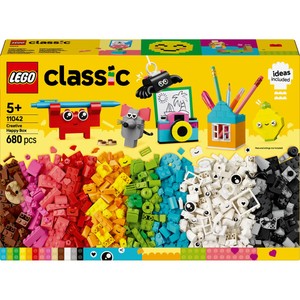 LEGO
classic
ideas
included!
5+
11042
Creative
Happy Box
680 pcs